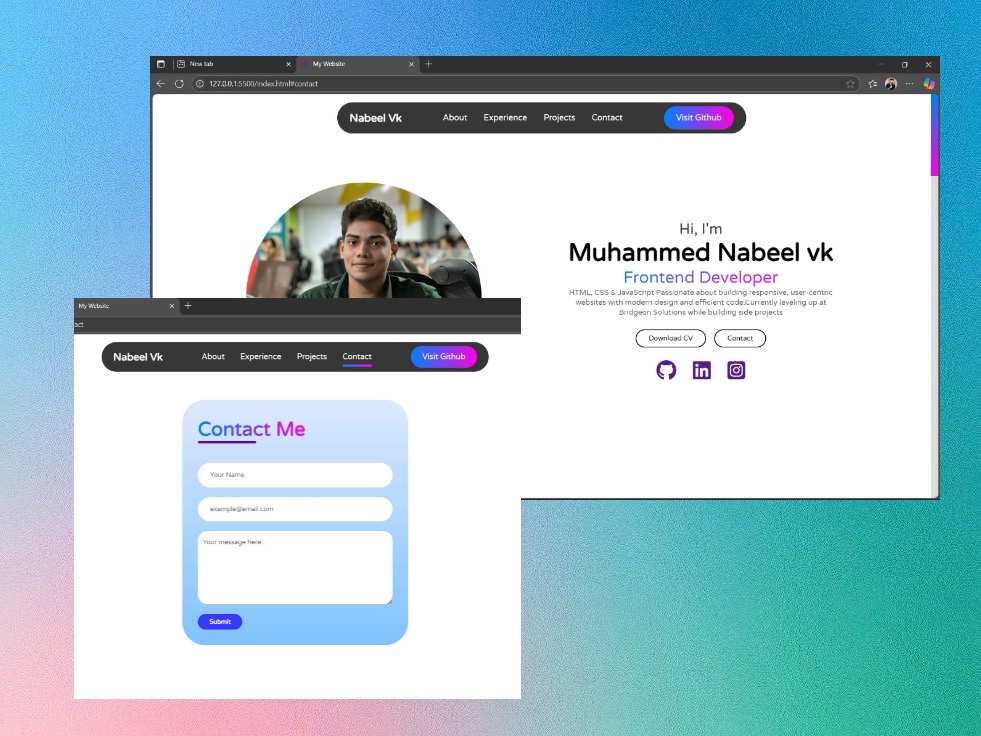 New tab
My Website
127.0.0.1:5500/index.html#contact
Nabeel Vk
About
Experience
Projects
Contact
Visit Github
Hi, I'm
Muhammed Nabeel vk
Frontend Developer
HTML, CSS & JavaScript Passionate about building responsive, user-centric
websites with modern design and efficient code.Currently leveling up at
Bridgeon Solutions while building side projects
Download CV
Contact
in
My Website
act
Nabeel Vk
About
Experience
Projects
Contact
Visit Github
Contact Me
Your Name
example@email.com
Your message here...
Submit